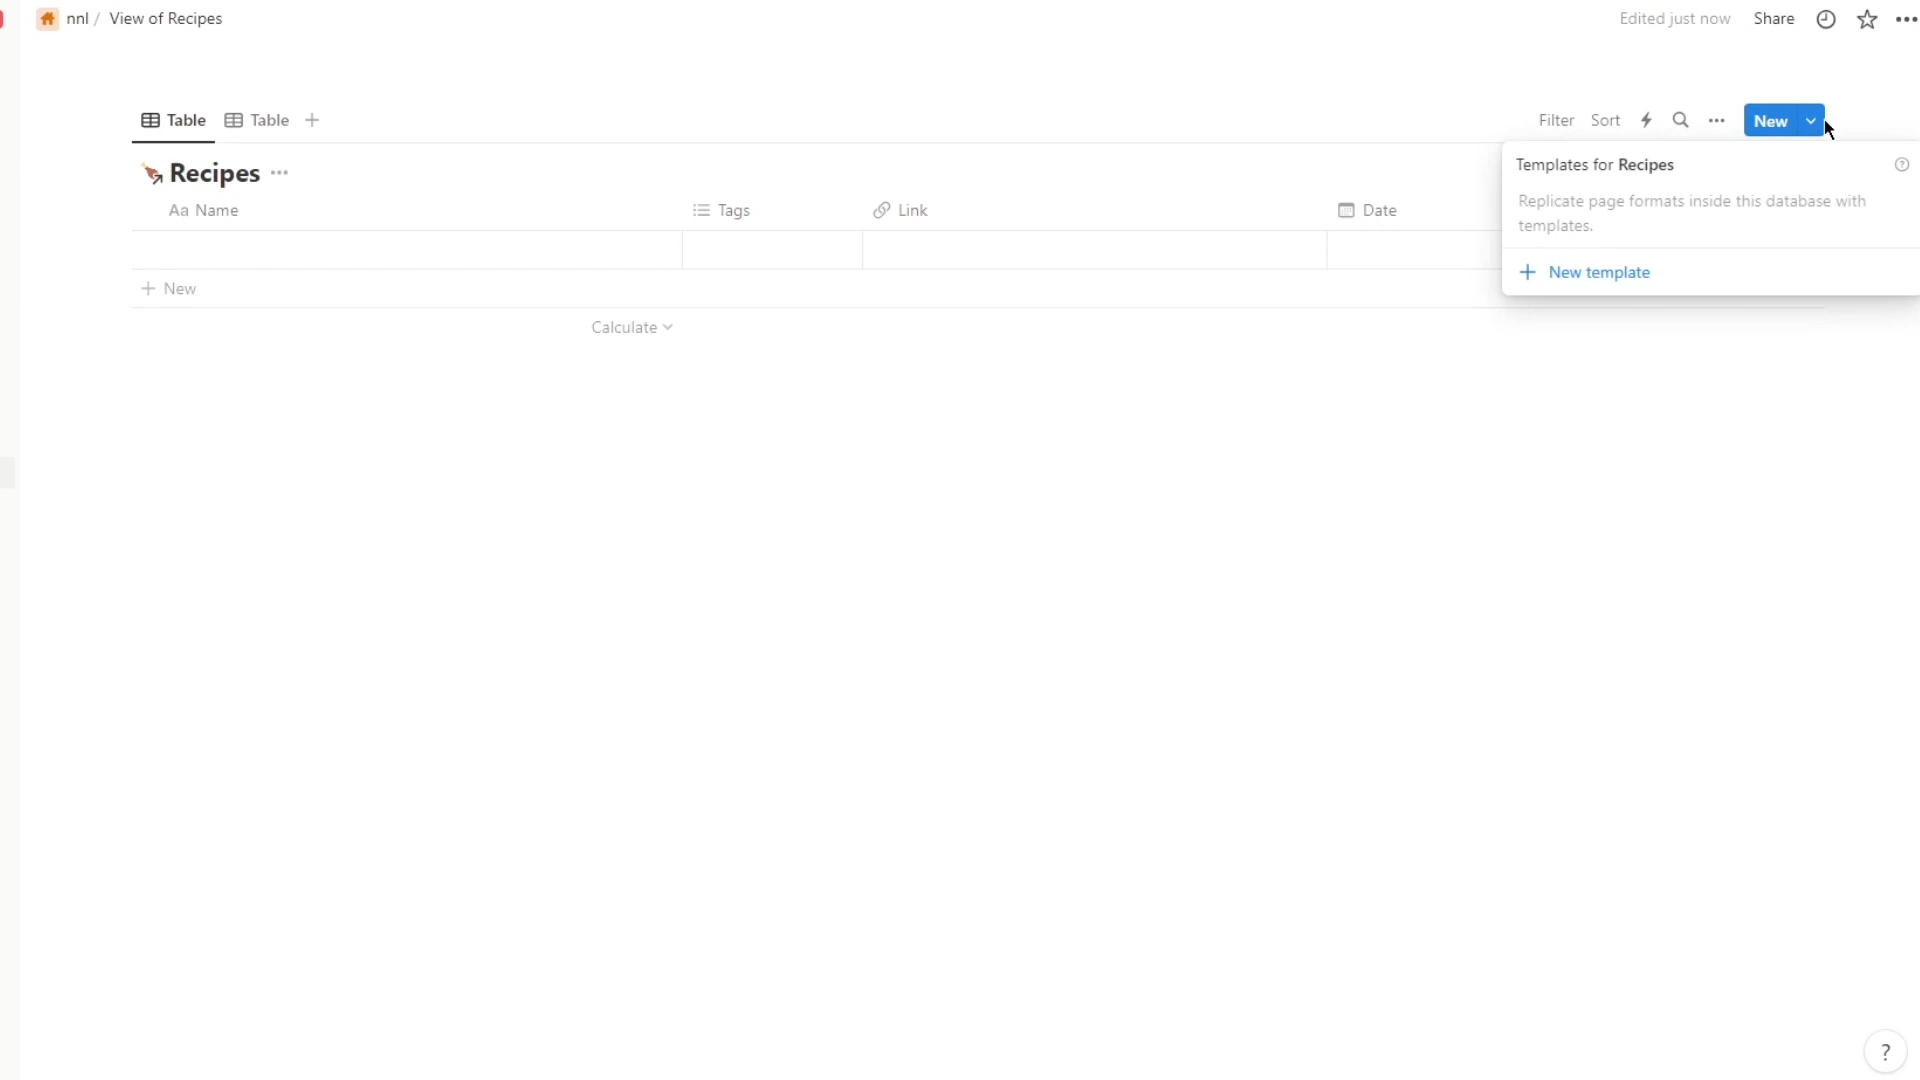 nnl / View of Recipes
Edited just now Share
Table Table
Filter Sort New
Recipes
Templates for Recipes
Replicate page formats inside this database with
templates.
Aa Name Tags Link Date
New template
New
Calculate
?